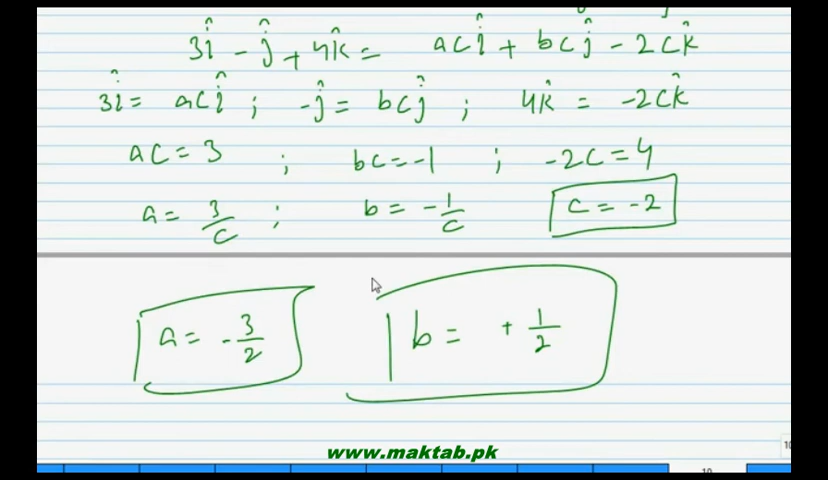 3î - ĵ + 4k̂ = acî + bcĵ - 2ck̂
3î = acî ; -ĵ = bcĵ ; 4k̂ = -2ck̂
ac = 3 ; bc = -1 ; -2c = 4
a = 3/c ; b = -1/c c = -2
a = -3/2 b = +1/2
www.maktab.pk